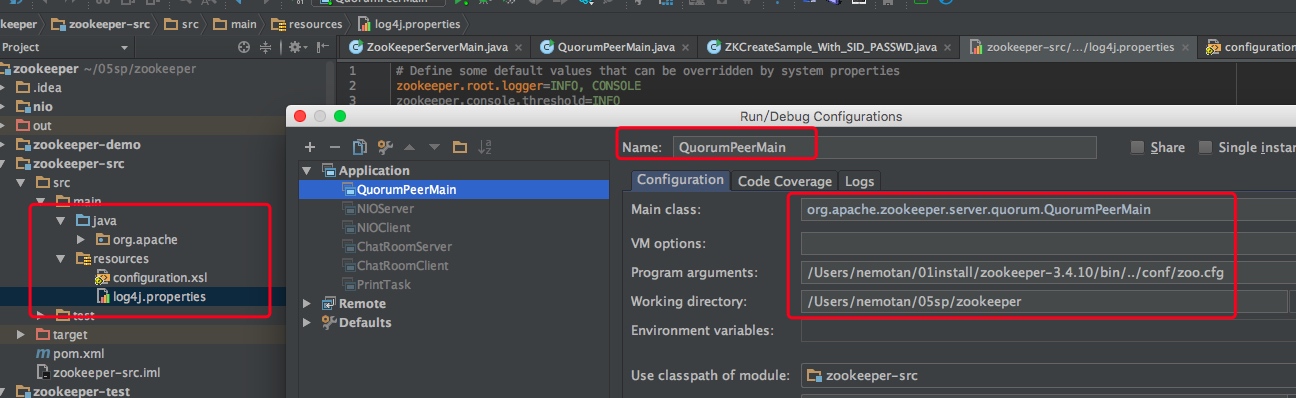 QuorumPeerMain
keeper zookeeper-src src main resources log4j.properties
Project
ZooKeeperServerMain.java
QuorumPeerMain.java
ZKCreateSample_With_SID_PASSWD.java
zookeeper-src/.../log4j.properties
configuration
zookeeper ~/05sp/zookeeper
.idea
nio
out
zookeeper-demo
zookeeper-src
src
main
java
org.apache
resources
configuration.xsl
log4j.properties
test
target
pom.xml
zookeeper-src.iml
zookeeper-test
1 # Define some default values that can be overridden by system properties
2 zookeeper.root.logger=INFO, CONSOLE
3 zookeeper.console.threshold=INFO
Run/Debug Configurations
Application
QuorumPeerMain
NIOServer
NIOClient
ChatRoomServer
ChatRoomClient
PrintTask
Remote
Defaults
Name: QuorumPeerMain
Share
Single instan
Configuration Code Coverage Logs
Main class: org.apache.zookeeper.server.quorum.QuorumPeerMain
VM options:
Program arguments: /Users/nemotan/01install/zookeeper-3.4.10/bin/../conf/zoo.cfg
Working directory: /Users/nemotan/05sp/zookeeper
Environment variables:
Use classpath of module: zookeeper-src